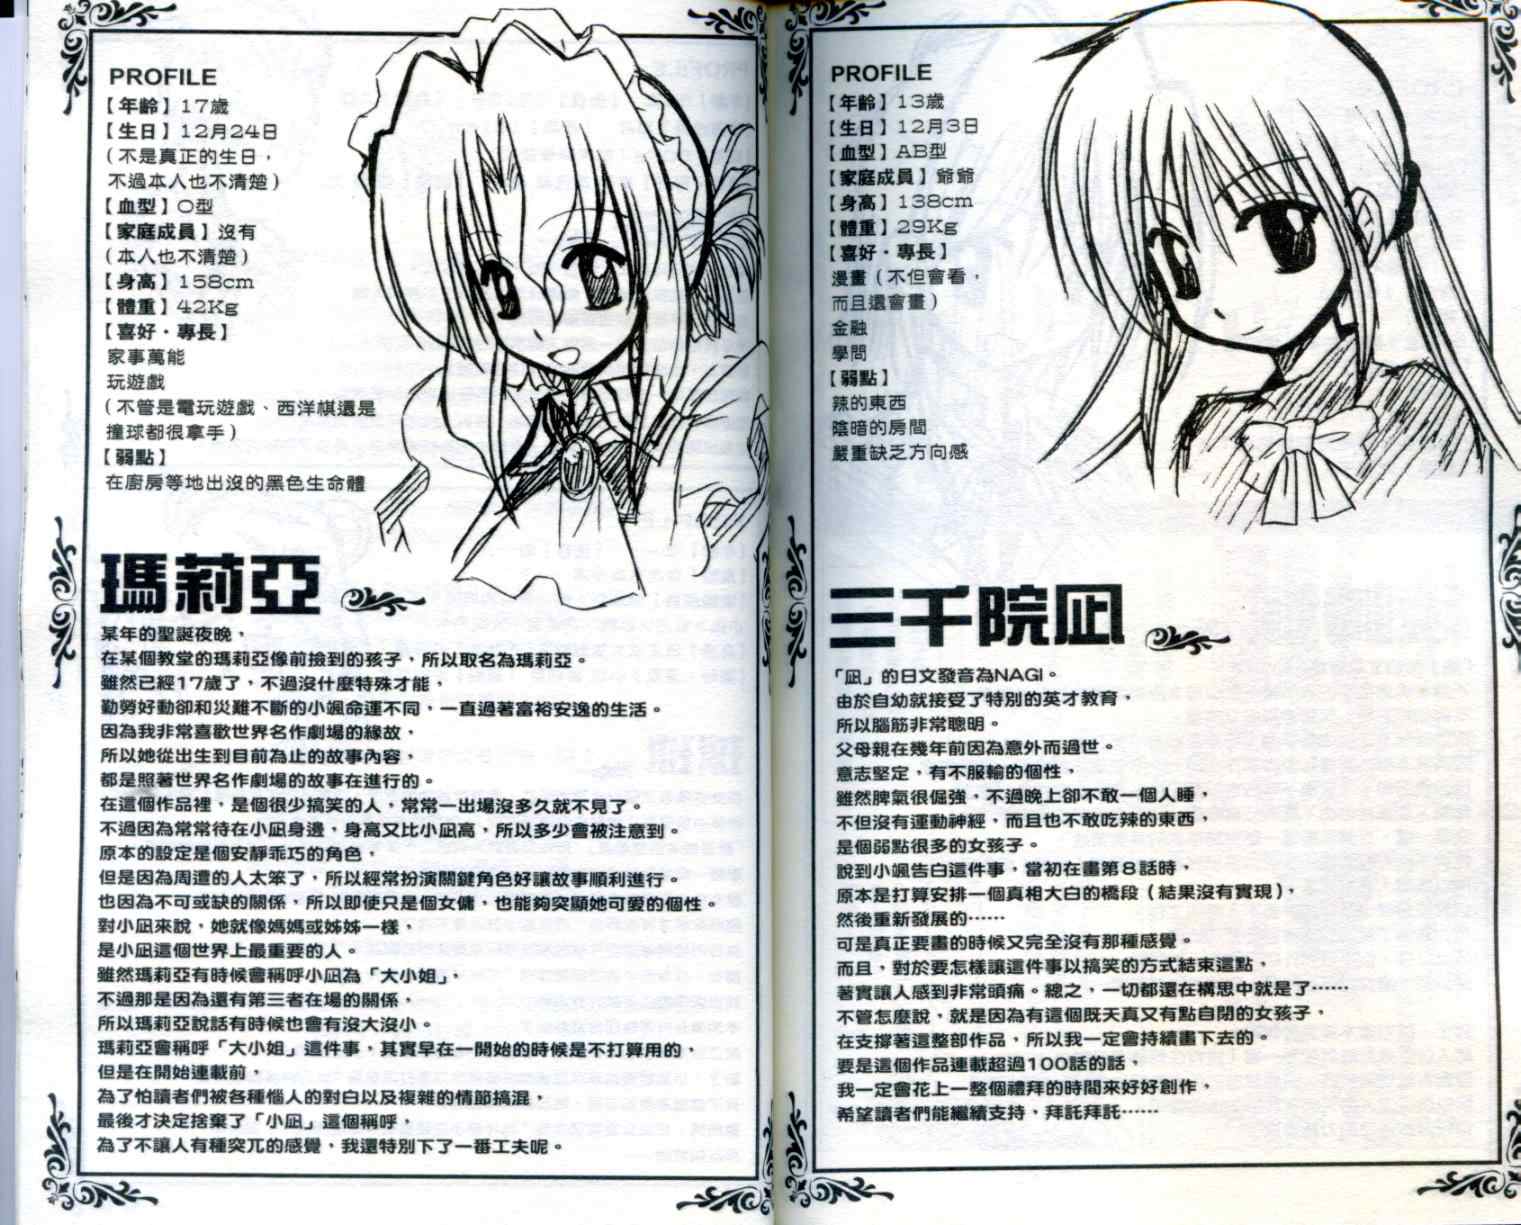 PROFILE
【年齡】17歲
【生日】12月24日
（不是真正的生日，
不過本人也不清楚）
【血型】O型
【家庭成員】沒有
（本人也不清楚）
【身高】158cm
【體重】42Kg
【喜好・專長】
家事萬能
玩遊戲
（不管是電玩遊戲、西洋棋還是
撞球都很拿手）
【弱點】
在廚房等地出沒的黑色生命體
瑪莉亞
某年的聖誕夜晚，
在某個教堂的瑪莉亞像前撿到的孩子，所以取名為瑪莉亞。
雖然已經17歲了，不過沒什麼特殊才能，
勤勞好動卻和災難不斷的小颯命運不同，一直過著富裕安逸的生活。
因為我非常喜歡世界名作劇場的緣故，
所以她從出生到目前為止的故事內容，
都是照著世界名作劇場的故事在進行的。
在這個作品裡，是個很少搞笑的人，常常一出場沒多久就不見了。
不過因為常常待在小凪身邊，身高又比小凪高，所以多少會被注意到。
原本的設定是個安靜乖巧的角色，
但是因為周遭的人太笨了，所以經常扮演關鍵角色好讓故事順利進行。
也因為不可或缺的關係，所以即使只是個女傭，也能夠突顯她可愛的個性。
對小凪來說，她就像媽媽或姊姊一樣，
是小凪這個世界上最重要的人。
雖然瑪莉亞有時候會稱呼小凪為「大小姐」，
不過那是因為還有第三者在場的關係，
所以瑪莉亞說話有時候也會有沒大沒小。
瑪莉亞會稱呼「大小姐」這件事，其實早在一開始的時候是不打算用的，
但是在開始連載前，
為了怕讀者們被各種惱人的對白以及複雜的情節搞混，
最後才決定捨棄了「小凪」這個稱呼，
為了不讓人有種突兀的感覺，我還特別下了一番工夫呢。
PROFILE
【年齡】13歲
【生日】12月3日
【血型】AB型
【家庭成員】爺爺
【身高】138cm
【體重】29Kg
【喜好・專長】
漫畫（不但會看，
而且還會畫）
金融
學問
【弱點】
辣的東西
陰暗的房間
嚴重缺乏方向感
三千院凪
「凪」的日文發音為NAGI。
由於自幼就接受了特別的英才教育，
所以腦筋非常聰明。
父母親在幾年前因為意外而過世。
意志堅定，有不服輸的個性，
雖然脾氣很倔強，不過晚上卻不敢一個人睡，
不但沒有運動神經，而且也不敢吃辣的東西，
是個弱點很多的女孩子。
說到小颯告白這件事，當初在畫第8話時，
原本是打算安排一個真相大白的橋段（結果沒有實現），
然後重新發展的……
可是真正要畫的時候又完全沒有那種感覺。
而且，對於要怎樣讓這件事以搞笑的方式結束這點，
著實讓人感到非常頭痛。總之，一切都還在構思中就是了……
不管怎麼說，就是因為有這個既天真又有點自閉的女孩子，
在支撐著這整部作品，所以我一定會持續畫下去的。
要是這個作品連載超過100話的話，
我一定會花上一整個禮拜的時間來好好創作，
希望讀者們能繼續支持，拜託拜託……